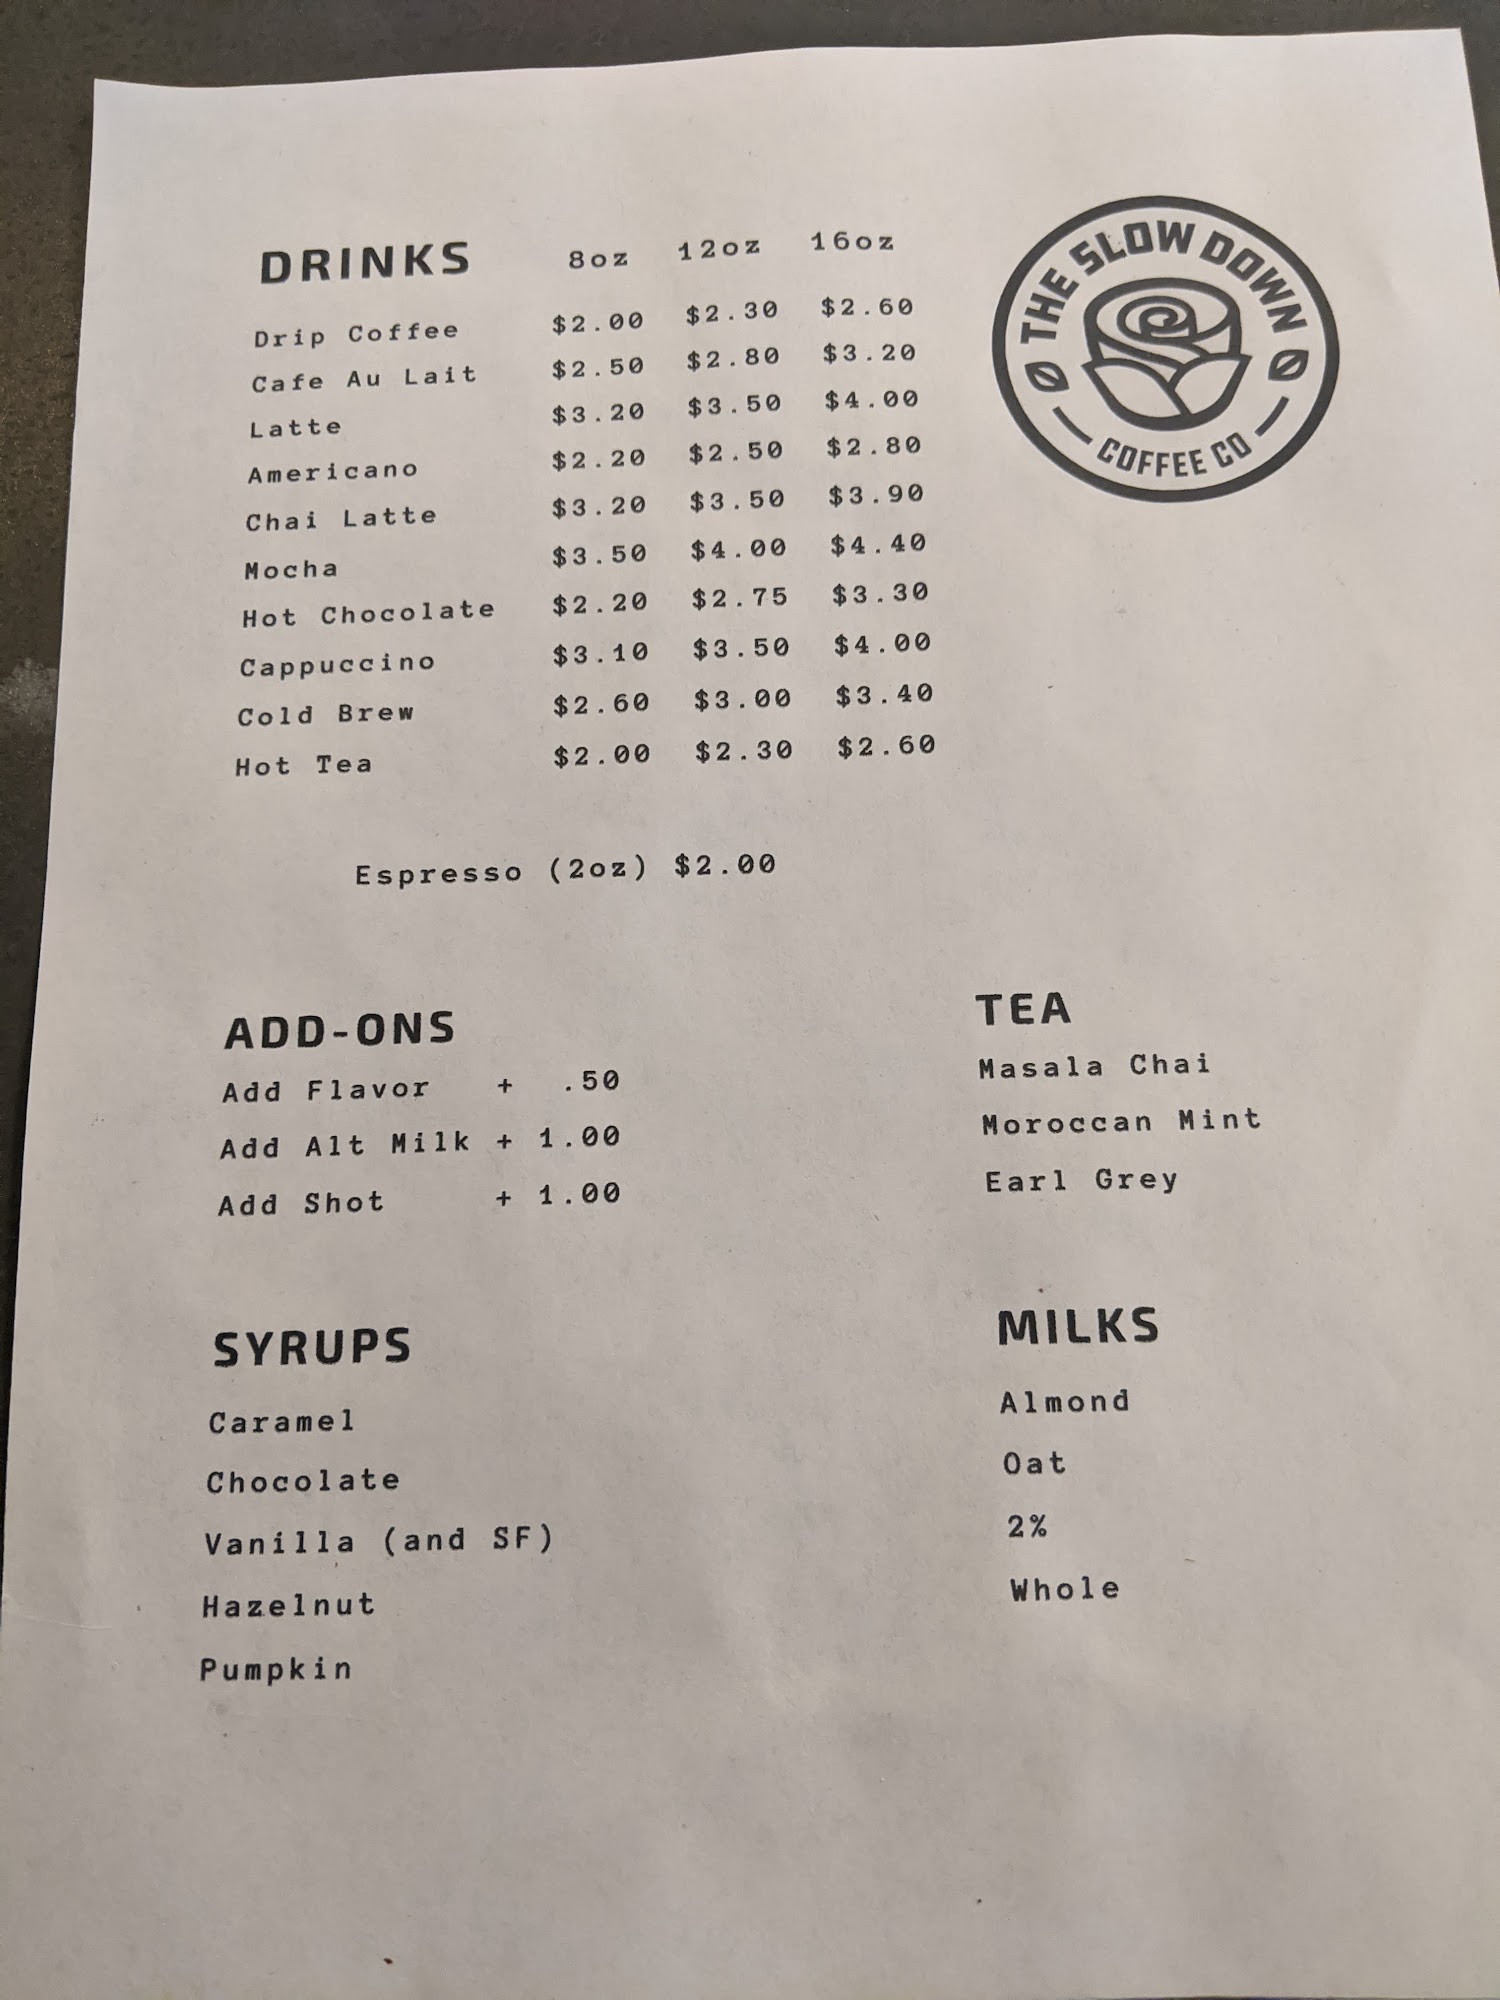 DRINKS 8oz 12oz 16oz
Drip Coffee $2.00 $2.30 $2.60
Cafe Au Lait $2.50 $2.80 $3.20
Latte $3.20 $3.50 $4.00
Americano $2.20 $2.50 $2.80
Chai Latte $3.20 $3.50 $3.90
Mocha $3.50 $4.00 $4.40
Hot Chocolate $2.20 $2.75 $3.30
Cappuccino $3.10 $3.50 $4.00
Cold Brew $2.60 $3.00 $3.40
Hot Tea $2.00 $2.30 $2.60
Espresso (2oz) $2.00
THE SLOW DOWN
COFFEE CO
ADD-ONS
Add Flavor + .50
Add Alt Milk + 1.00
Add Shot + 1.00
TEA
Masala Chai
Moroccan Mint
Earl Grey
SYRUPS
Caramel
Chocolate
Vanilla (and SF)
Hazelnut
Pumpkin
MILKS
Almond
Oat
2%
Whole